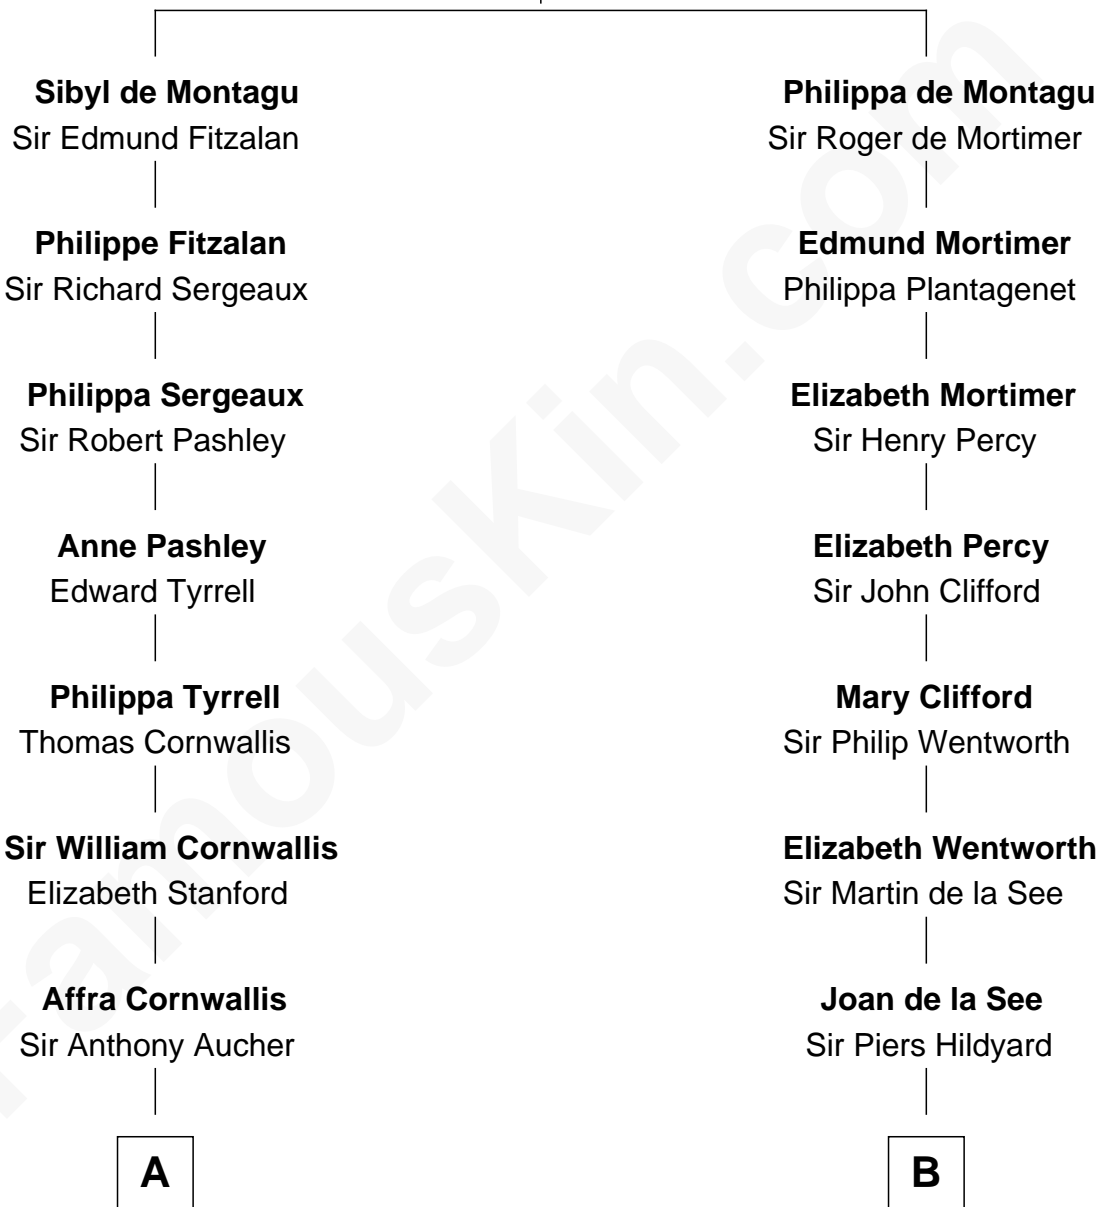 Sibyl de Montagu
Sir Edmund Fitzalan
Philippe Fitzalan
Sir Richard Sergeaux
Philippa Sergeaux
Sir Robert Pashley
Anne Pashley
Edward Tyrrell
Philippa Tyrrell
Thomas Cornwallis
Sir William Cornwallis
Elizabeth Stanford
Affra Cornwallis
Sir Anthony Aucher
A
Philippa de Montagu
Sir Roger de Mortimer
Edmund Mortimer
Philippa Plantagenet
Elizabeth Mortimer
Sir Henry Percy
Elizabeth Percy
Sir John Clifford
Mary Clifford
Sir Philip Wentworth
Elizabeth Wentworth
Sir Martin de la See
Joan de la See
Sir Piers Hildyard
B
FamousKin.com